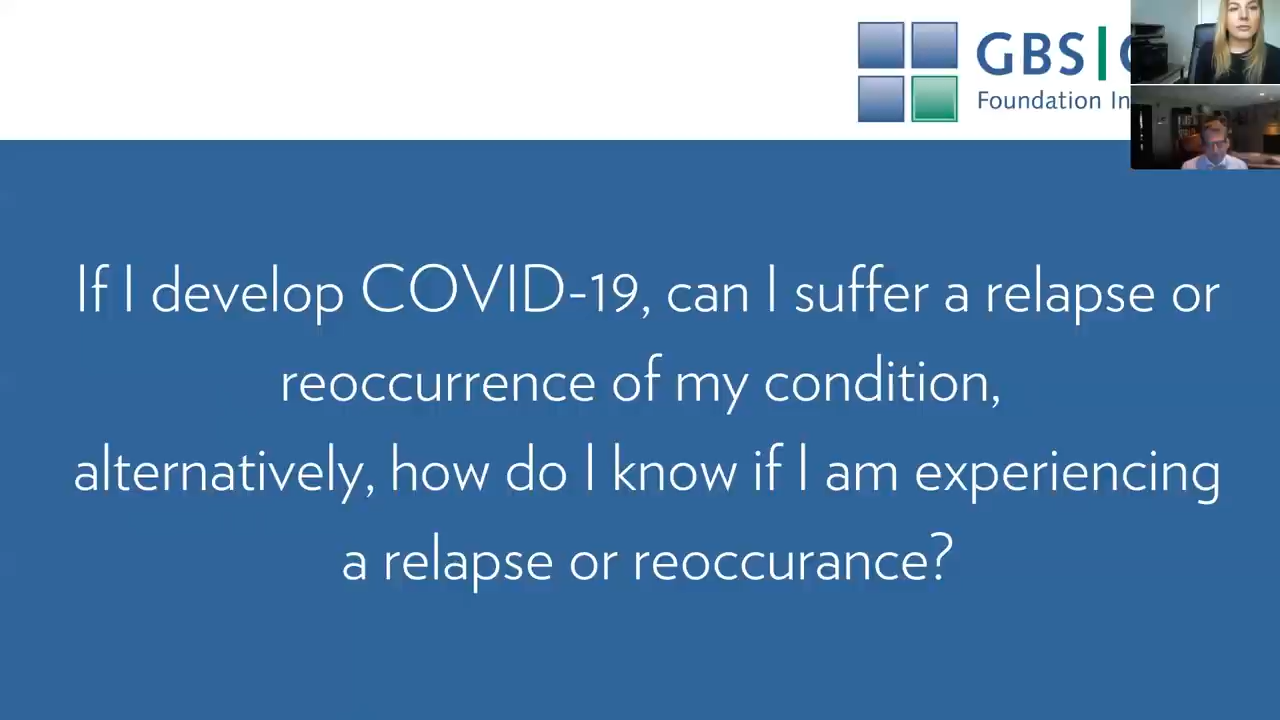 GBS|
Foundation In
If I develop COVID-19, can I suffer a relapse or
reoccurrence of my condition,
alternatively, how do I know if I am experiencing
a relapse or reoccurance?